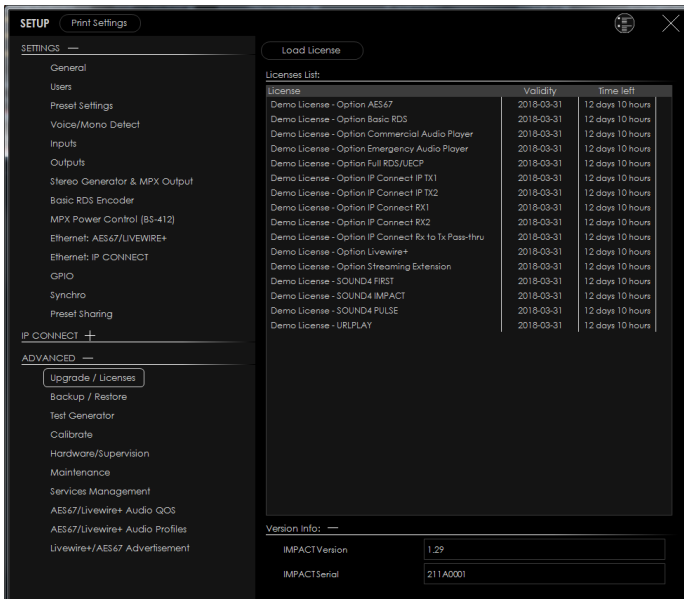 SETUP Print Settings
SETTINGS
General
Users
Preset Settings
Voice/Mono Detect
Inputs
Outputs
Stereo Generator & MPX Output
Basic RDS Encoder
MPX Power Control (BS-412)
Ethernet: AES67/LIVEWIRE+
Ethernet: IP CONNECT
GPIO
Synchro
Preset Sharing
IP CONNECT
ADVANCED
Upgrade / Licenses
Backup / Restore
Test Generator
Calibrate
Hardware/Supervision
Maintenance
Services Management
AES67/Livewire+ Audio QOS
AES67/Livewire+ Audio Profiles
Livewire+/AES67 Advertisement
Load License
Licenses List:
License Validity Time left
Demo License - Option AES67 2018-03-31 12 days 10 hours
Demo License - Option Basic RDS 2018-03-31 12 days 10 hours
Demo License - Option Commercial Audio Player 2018-03-31 12 days 10 hours
Demo License - Option Emergency Audio Player 2018-03-31 12 days 10 hours
Demo License - Option Full RDS/UECP 2018-03-31 12 days 10 hours
Demo License - Option IP Connect IP TX1 2018-03-31 12 days 10 hours
Demo License - Option IP Connect IP TX2 2018-03-31 12 days 10 hours
Demo License - Option IP Connect RX1 2018-03-31 12 days 10 hours
Demo License - Option IP Connect RX2 2018-03-31 12 days 10 hours
Demo License - Option IP Connect Rx to Tx Pass-thru 2018-03-31 12 days 10 hours
Demo License - Option Livewire+ 2018-03-31 12 days 10 hours
Demo License - Option Streaming Extension 2018-03-31 12 days 10 hours
Demo License - SOUND4 FIRST 2018-03-31 12 days 10 hours
Demo License - SOUND4 IMPACT 2018-03-31 12 days 10 hours
Demo License - SOUND4 PULSE 2018-03-31 12 days 10 hours
Demo License - URLPLAY 2018-03-31 12 days 10 hours
Version Info:
IMPACTVersion 1.29
IMPACTSerial 211A0001